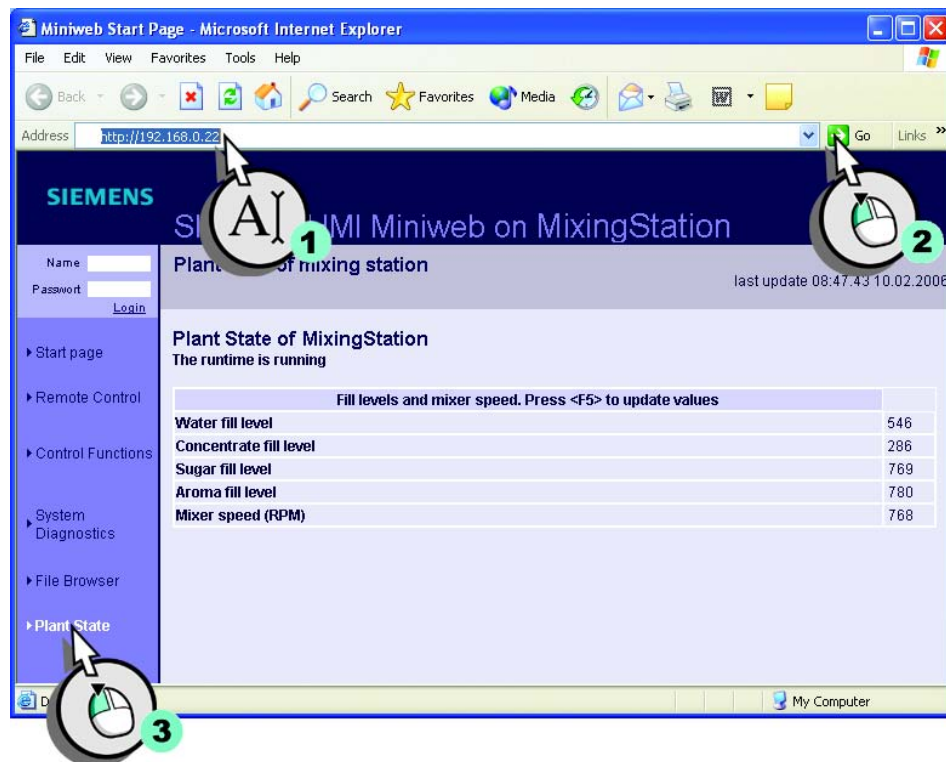 Miniweb Start Page - Microsoft Internet Explorer
File Edit View Favorites Tools Help
Back Search Favorites Media
Address http://192.168.0.22 Go Links »
SIEMENS
HMI Miniweb on MixingStation
Name
Passwort
Login
Plant of mixing station
last update 08:47:43 10.02.2006
Start page
Remote Control
Control Functions
System
Diagnostics
File Browser
Plant State
Plant State of MixingStation
The runtime is running
Fill levels and mixer speed. Press <F5> to update values
Water fill level 546
Concentrate fill level 286
Sugar fill level 769
Aroma fill level 780
Mixer speed (RPM) 768
My Computer
1
2
3